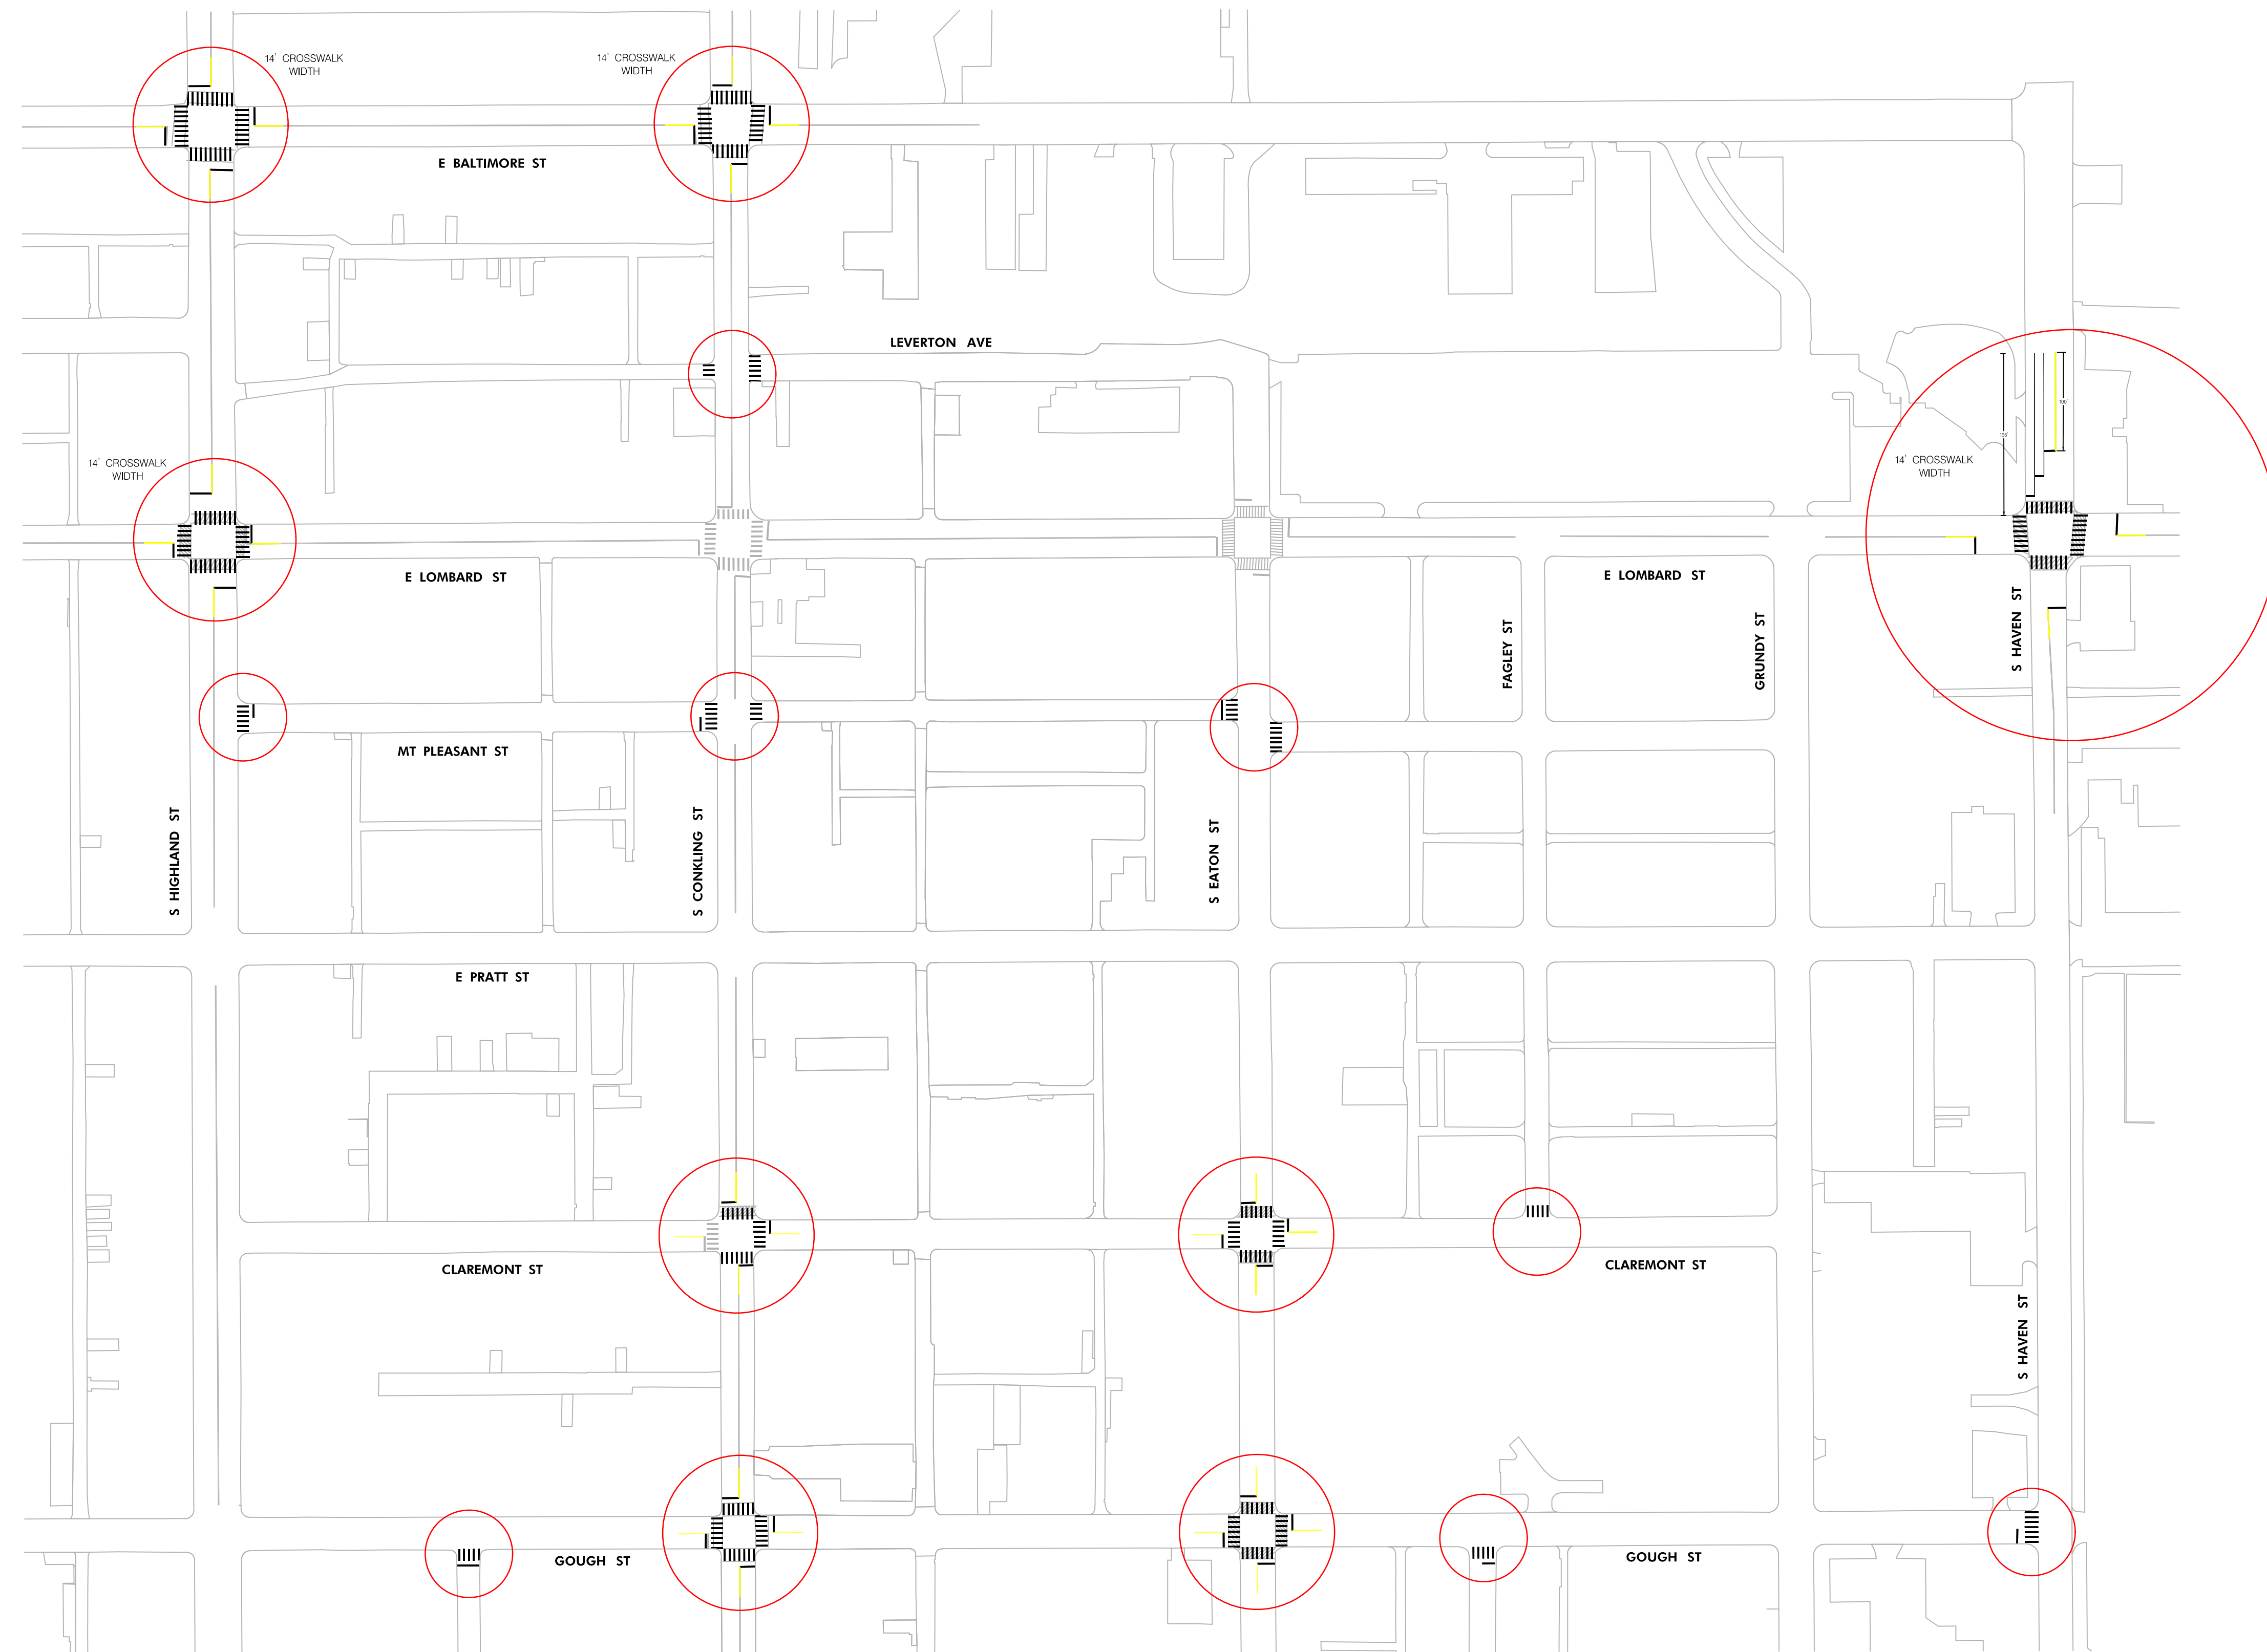 14' CROSSWALK
WIDTH
14' CROSSWALK
WIDTH
E BALTIMORE ST
LEVERTON AVE
14' CROSSWALK
WIDTH
14' CROSSWALK
WIDTH
E LOMBARD ST
E LOMBARD ST
FAGLEY ST
GRUNDY ST
S HAVEN ST
MT PLEASANT ST
S HIGHLAND ST
S CONKLING ST
S EATON ST
E PRATT ST
CLAREMONT ST
CLAREMONT ST
S HAVEN ST
GOUGH ST
GOUGH ST